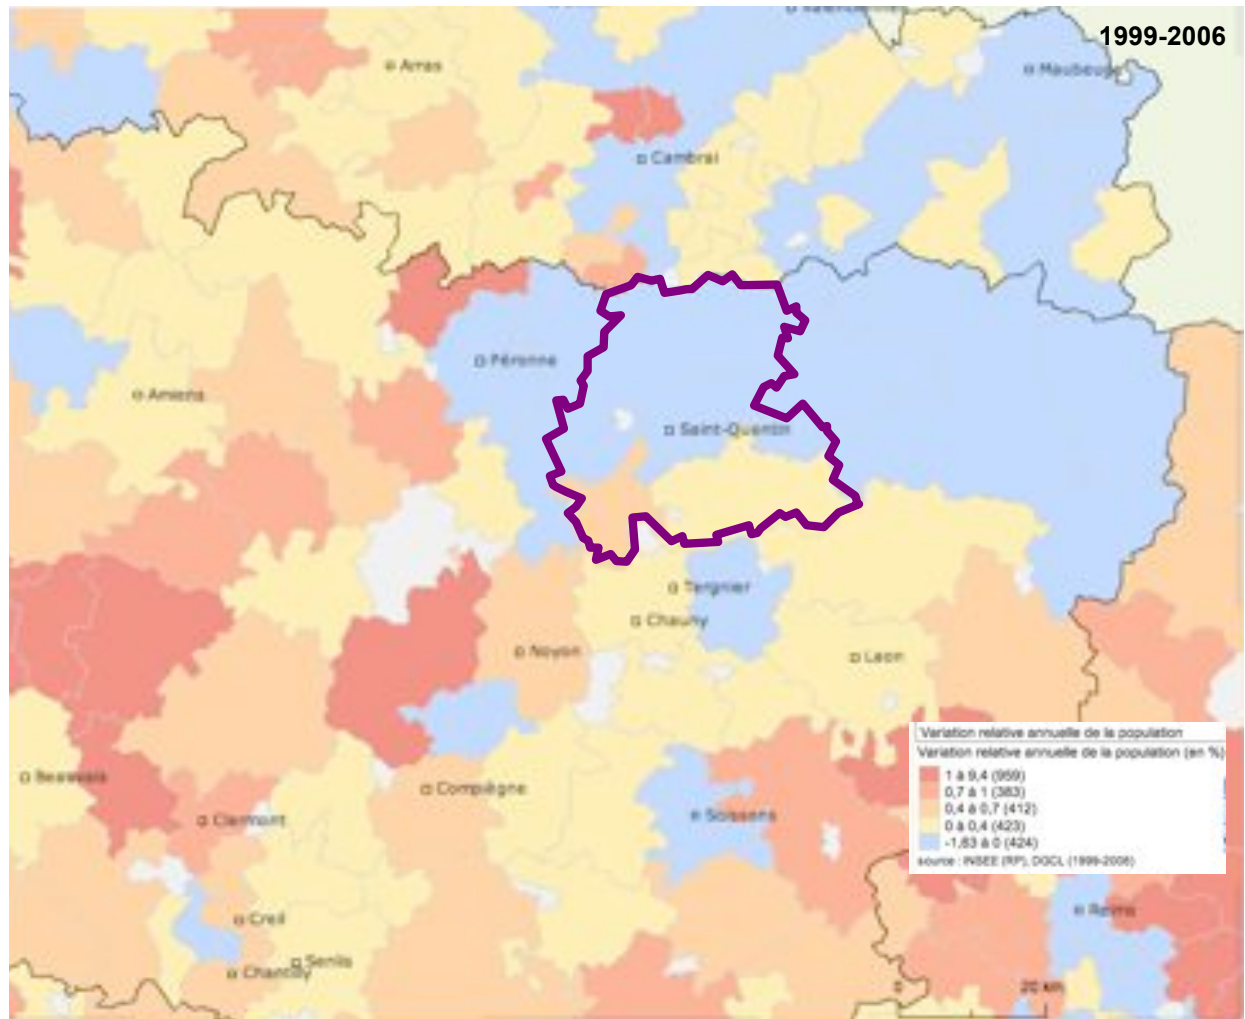 1999-2006
Arras
Maubeuge
Cambrai
Péronne
Amiens
Saint-Quentin
Tergnier
Chauny
Noyon
Laon
Beauvais
Compiègne
Clermont
Soissons
Creil
Senlis
Chantilly
Reims
Variation relative annuelle de la population
Variation relative annuelle de la population (en %)
1 à 9,4 (959)
0,7 à 1 (383)
0,4 à 0,7 (412)
0 à 0,4 (423)
-1,63 à 0 (424)
source : INSEE (RP), DGCL (1999-2006)
0 20 km